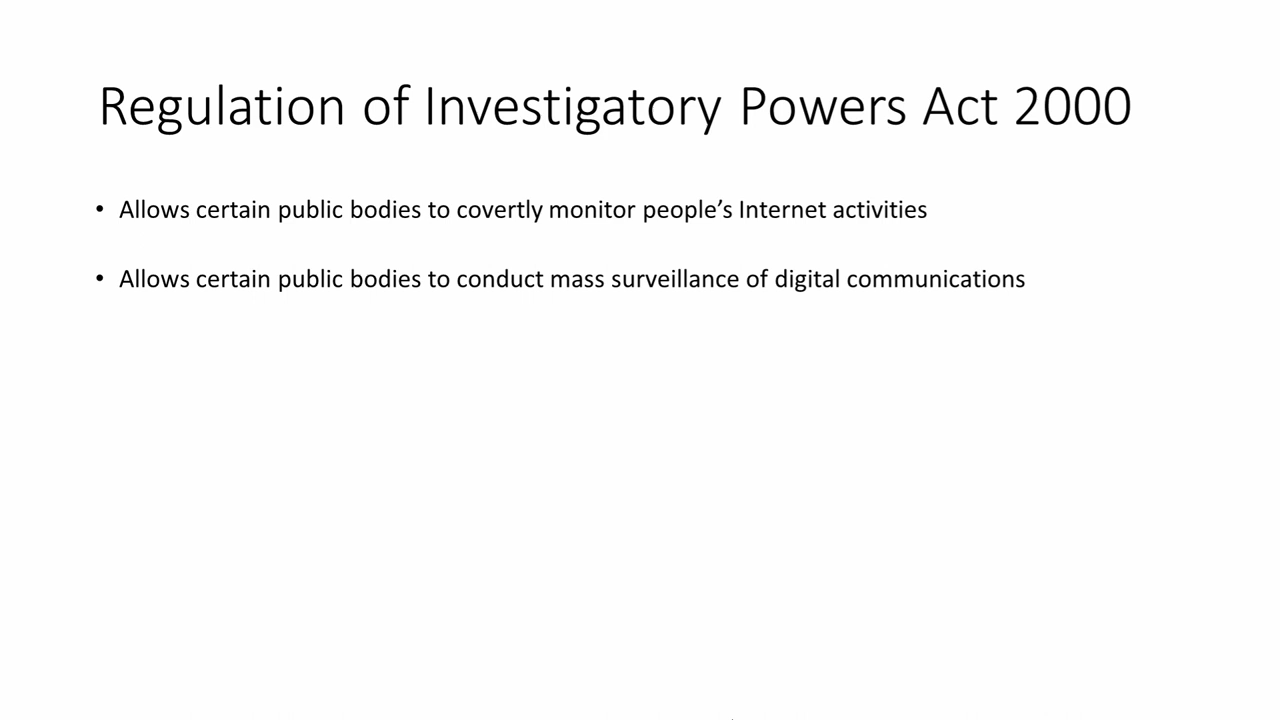 Regulation of Investigatory Powers Act 2000
• Allows certain public bodies to covertly monitor people’s Internet activities
• Allows certain public bodies to conduct mass surveillance of digital communications